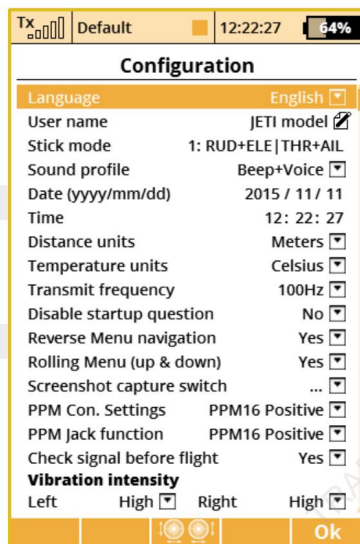 Tx Default 12:22:27 64%
Configuration
Language English
User name JETI model
Stick mode 1: RUD+ELE|THR+AIL
Sound profile Beep+Voice
Date (yyyy/mm/dd) 2015 / 11/ 11
Time 12: 22: 27
Distance units Meters
Temperature units Celsius
Transmit frequency 100Hz
Disable startup question No
Reverse Menu navigation Yes
Rolling Menu (up & down) Yes
Screenshot capture switch ...
PPM Con. Settings PPM16 Positive
PPM Jack function PPM16 Positive
Check signal before flight Yes
Vibration intensity
Left High Right High
Ok